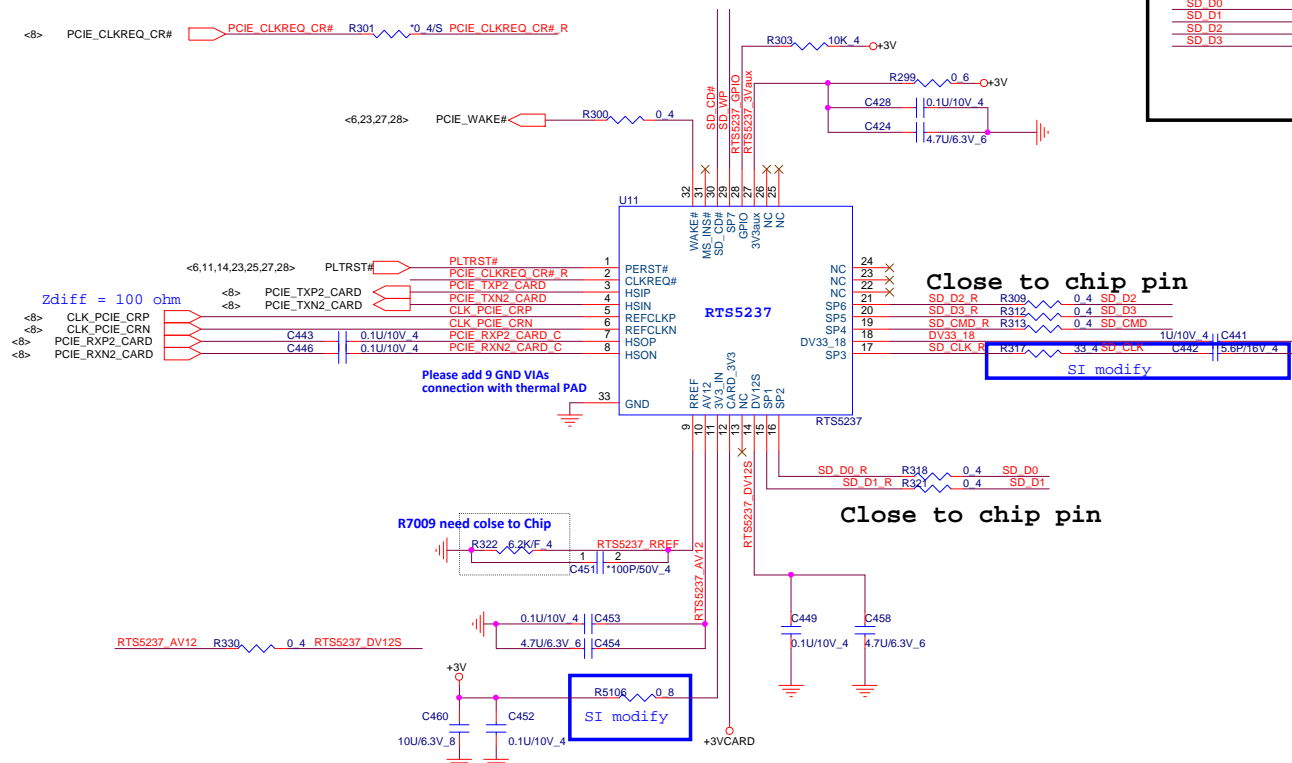 SD_D0
SD_D1
SD_D2
SD_D3
<8> PCIE_CLKREQ_CR# PCIE_CLKREQ_CR# R301 *0_4/S PCIE_CLKREQ_CR#_R
R303 10K_4 +3V
R299 0_6 +3V
C428 0.1U/10V_4
C424 4.7U/6.3V_6
<6,23,27,28> PCIE_WAKE# R300 0_4
SD_CD#
SD_WP
RTS5237_GPIO
RTS5237_3Vaux
32 31 30 29 28 27 26 25
U11
WAKE# MS_INS# SD_CD# SP7 GPIO 3V3aux NC NC
<6,11,14,23,25,27,28> PLTRST# PLTRST# 1 PERST#
PCIE_CLKREQ_CR#_R 2 CLKREQ#
<8> PCIE_TXP2_CARD PCIE_TXP2_CARD 3 HSIP
<8> PCIE_TXN2_CARD PCIE_TXN2_CARD 4 HSIN
Zdiff = 100 ohm
<8> CLK_PCIE_CRP CLK_PCIE_CRP 5 REFCLKP
<8> CLK_PCIE_CRN CLK_PCIE_CRN 6 REFCLKN
<8> PCIE_RXP2_CARD C443 0.1U/10V_4 PCIE_RXP2_CARD_C 7 HSOP
<8> PCIE_RXN2_CARD C446 0.1U/10V_4 PCIE_RXN2_CARD_C 8 HSON
RTS5237
NC 24
NC 23
NC 22
Close to chip pin
SP6 21 SD_D2_R R309 0_4 SD_D2
SP5 20 SD_D3_R R312 0_4 SD_D3
SP4 19 SD_CMD_R R313 0_4 SD_CMD
DV33_18 18 DV33_18 1U/10V_4 C441
SP3 17 SD_CLK_R R317 33_4 SD_CLK C442 5.6P/16V_4
SI modify
Please add 9 GND VIAs
connection with thermal PAD
33 GND
RREF AV12 3V3_IN CARD_3V3 NC DV12S SP1 SP2
RTS5237
9 10 11 12 13 14 15 16
SD_D0_R R318 0_4 SD_D0
SD_D1_R R321 0_4 SD_D1
Close to chip pin
RTS5237_DV12S
R7009 need colse to Chip
R322 6.2K/F_4 RTS5237_RREF
1 2
C451 *100P/50V_4
RTS5237_AV12
0.1U/10V_4 C453
4.7U/6.3V_6 C454
C449
0.1U/10V_4
C458
4.7U/6.3V_6
RTS5237_AV12 R330 0_4 RTS5237_DV12S
+3V
R5106 0_8
SI modify
C460
10U/6.3V_8
C452
0.1U/10V_4
+3VCARD